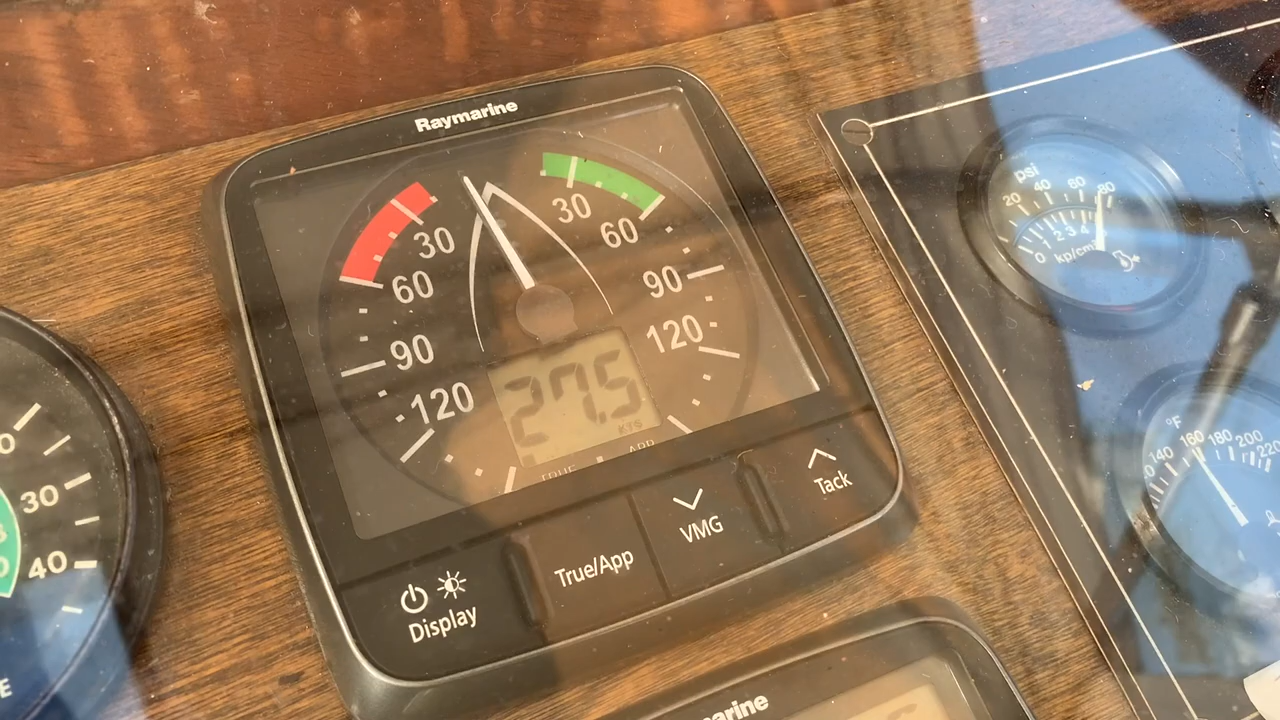 Raymarine
30
30
60
60
90
90
120
120
27.5
KTS
TRUE
APP
Display
True/App
VMG
Tack
30
40
psi
20 40 60 80
0 1 2 3 4
kp/cm²
°F
140 160 180 200 220
arine